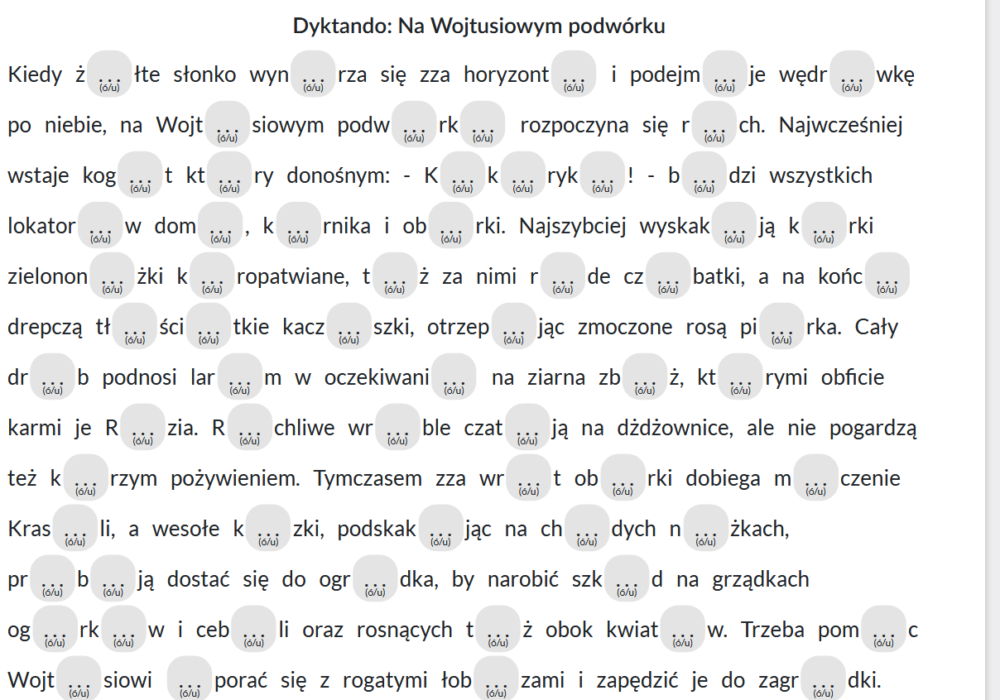 Dyktando: Na Wojtusiowym podwórku
Kiedy ż...(ó/u)łte słonko wyn...(ó/u)rza się zza horyzont...(ó/u) i podejm...(ó/u)je wędr...(ó/u)wkę
po niebie, na Wojt...(ó/u)siowym podw...(ó/u)rk...(ó/u) rozpoczyna się r...(ó/u)ch. Najwcześniej
wstaje kog...(ó/u)t kt...(ó/u)ry donośnym: - K...(ó/u)k...(ó/u)ryk...(ó/u)! - b...(ó/u)dzi wszystkich
lokator...(ó/u)w dom...(ó/u), k...(ó/u)rnika i ob...(ó/u)rki. Najszybciej wyskak...(ó/u)ją k...(ó/u)rki
zielonon...(ó/u)żki k...(ó/u)ropatwiane, t...(ó/u)ż za nimi r...(ó/u)de cz...(ó/u)batki, a na końc...(ó/u)
drepczą tł...(ó/u)ści...(ó/u)tkie kacz...(ó/u)szki, otrzep...(ó/u)jąc zmoczone rosą pi...(ó/u)rka. Cały
dr...(ó/u)b podnosi lar...(ó/u)m w oczekiwani...(ó/u) na ziarna zb...(ó/u)ż, kt...(ó/u)rymi obficie
karmi je R...(ó/u)zia. R...(ó/u)chliwe wr...(ó/u)ble czat...(ó/u)ją na dżdżownice, ale nie pogardzą
też k...(ó/u)rzym pożywieniem. Tymczasem zza wr...(ó/u)t ob...(ó/u)rki dobiega m...(ó/u)czenie
Kras...(ó/u)li, a wesołe k...(ó/u)zki, podskak...(ó/u)jąc na ch...(ó/u)dych n...(ó/u)żkach,
pr...(ó/u)b...(ó/u)ją dostać się do ogr...(ó/u)dka, by narobić szk...(ó/u)d na grządkach
og...(ó/u)rk...(ó/u)w i ceb...(ó/u)li oraz rosnących t...(ó/u)ż obok kwiat...(ó/u)w. Trzeba pom...(ó/u)c
Wojt...(ó/u)siowi ...(ó/u)porać się z rogatymi łob...(ó/u)zami i zapędzić je do zagr...(ó/u)dki.